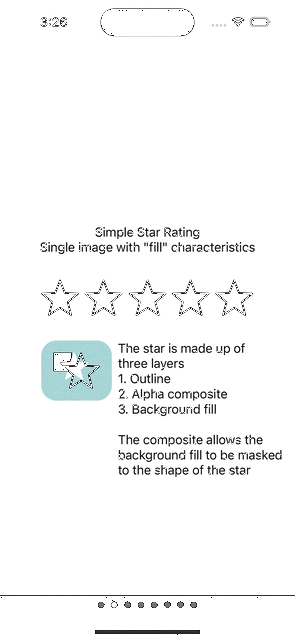 3:26
Simple Star Rating
Single image with "fill" characteristics
The star is made up of
three layers
1. Outline
2. Alpha composite
3. Background fill
The composite allows the
background fill to be masked
to the shape of the star